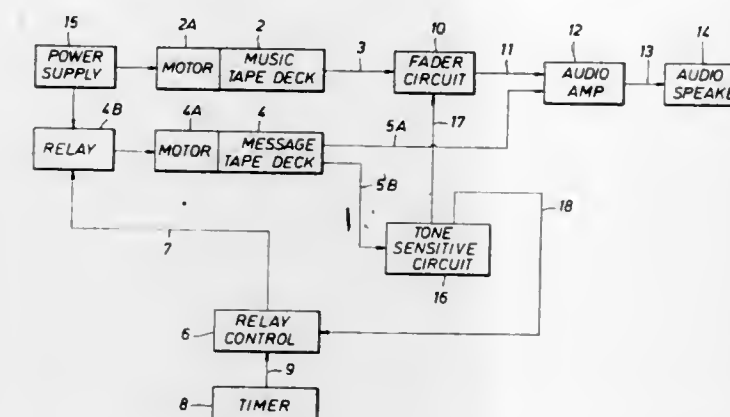 15
2A
2
3
10
11
12
13
14
POWER
SUPPLY
MOTOR
MUSIC
TAPE DECK
FADER
CIRCUIT
AUDIO
AMP
AUDIO
SPEAKE
4B
4A
4
5A
17
RELAY
MOTOR
MESSAGE
TAPE DECK
5B
18
TONE
SENSITIVE
CIRCUIT
16
7
6
RELAY
CONTROL
9
8
TIMER